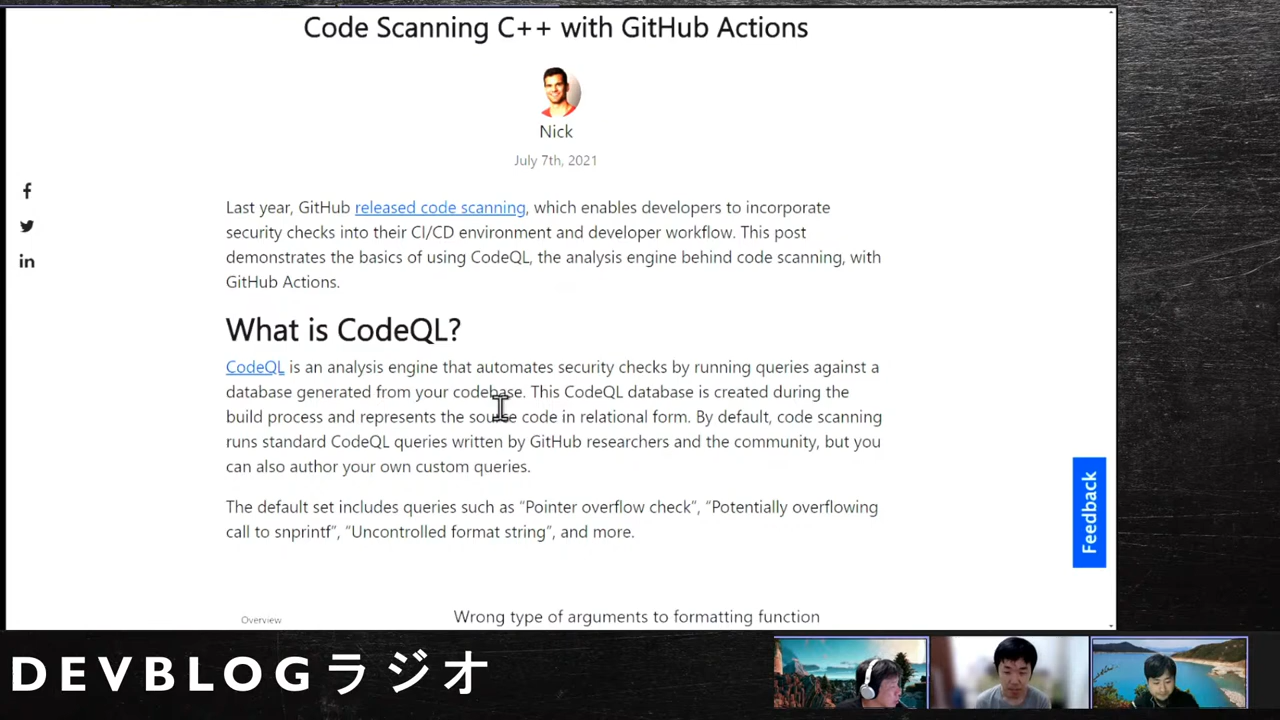 Code Scanning C++ with GitHub Actions
Nick
July 7th, 2021
Last year, GitHub released code scanning, which enables developers to incorporate
security checks into their CI/CD environment and developer workflow. This post
demonstrates the basics of using CodeQL, the analysis engine behind code scanning, with
GitHub Actions.
What is CodeQL?
CodeQL is an analysis engine that automates security checks by running queries against a
database generated from your codebase. This CodeQL database is created during the
build process and represents the source code in relational form. By default, code scanning
runs standard CodeQL queries written by GitHub researchers and the community, but you
can also author your own custom queries.
The default set includes queries such as “Pointer overflow check”, “Potentially overflowing
call to snprintf”, “Uncontrolled format string”, and more.
Feedback
Overview
Wrong type of arguments to formatting function
DEVBLOGラジオ